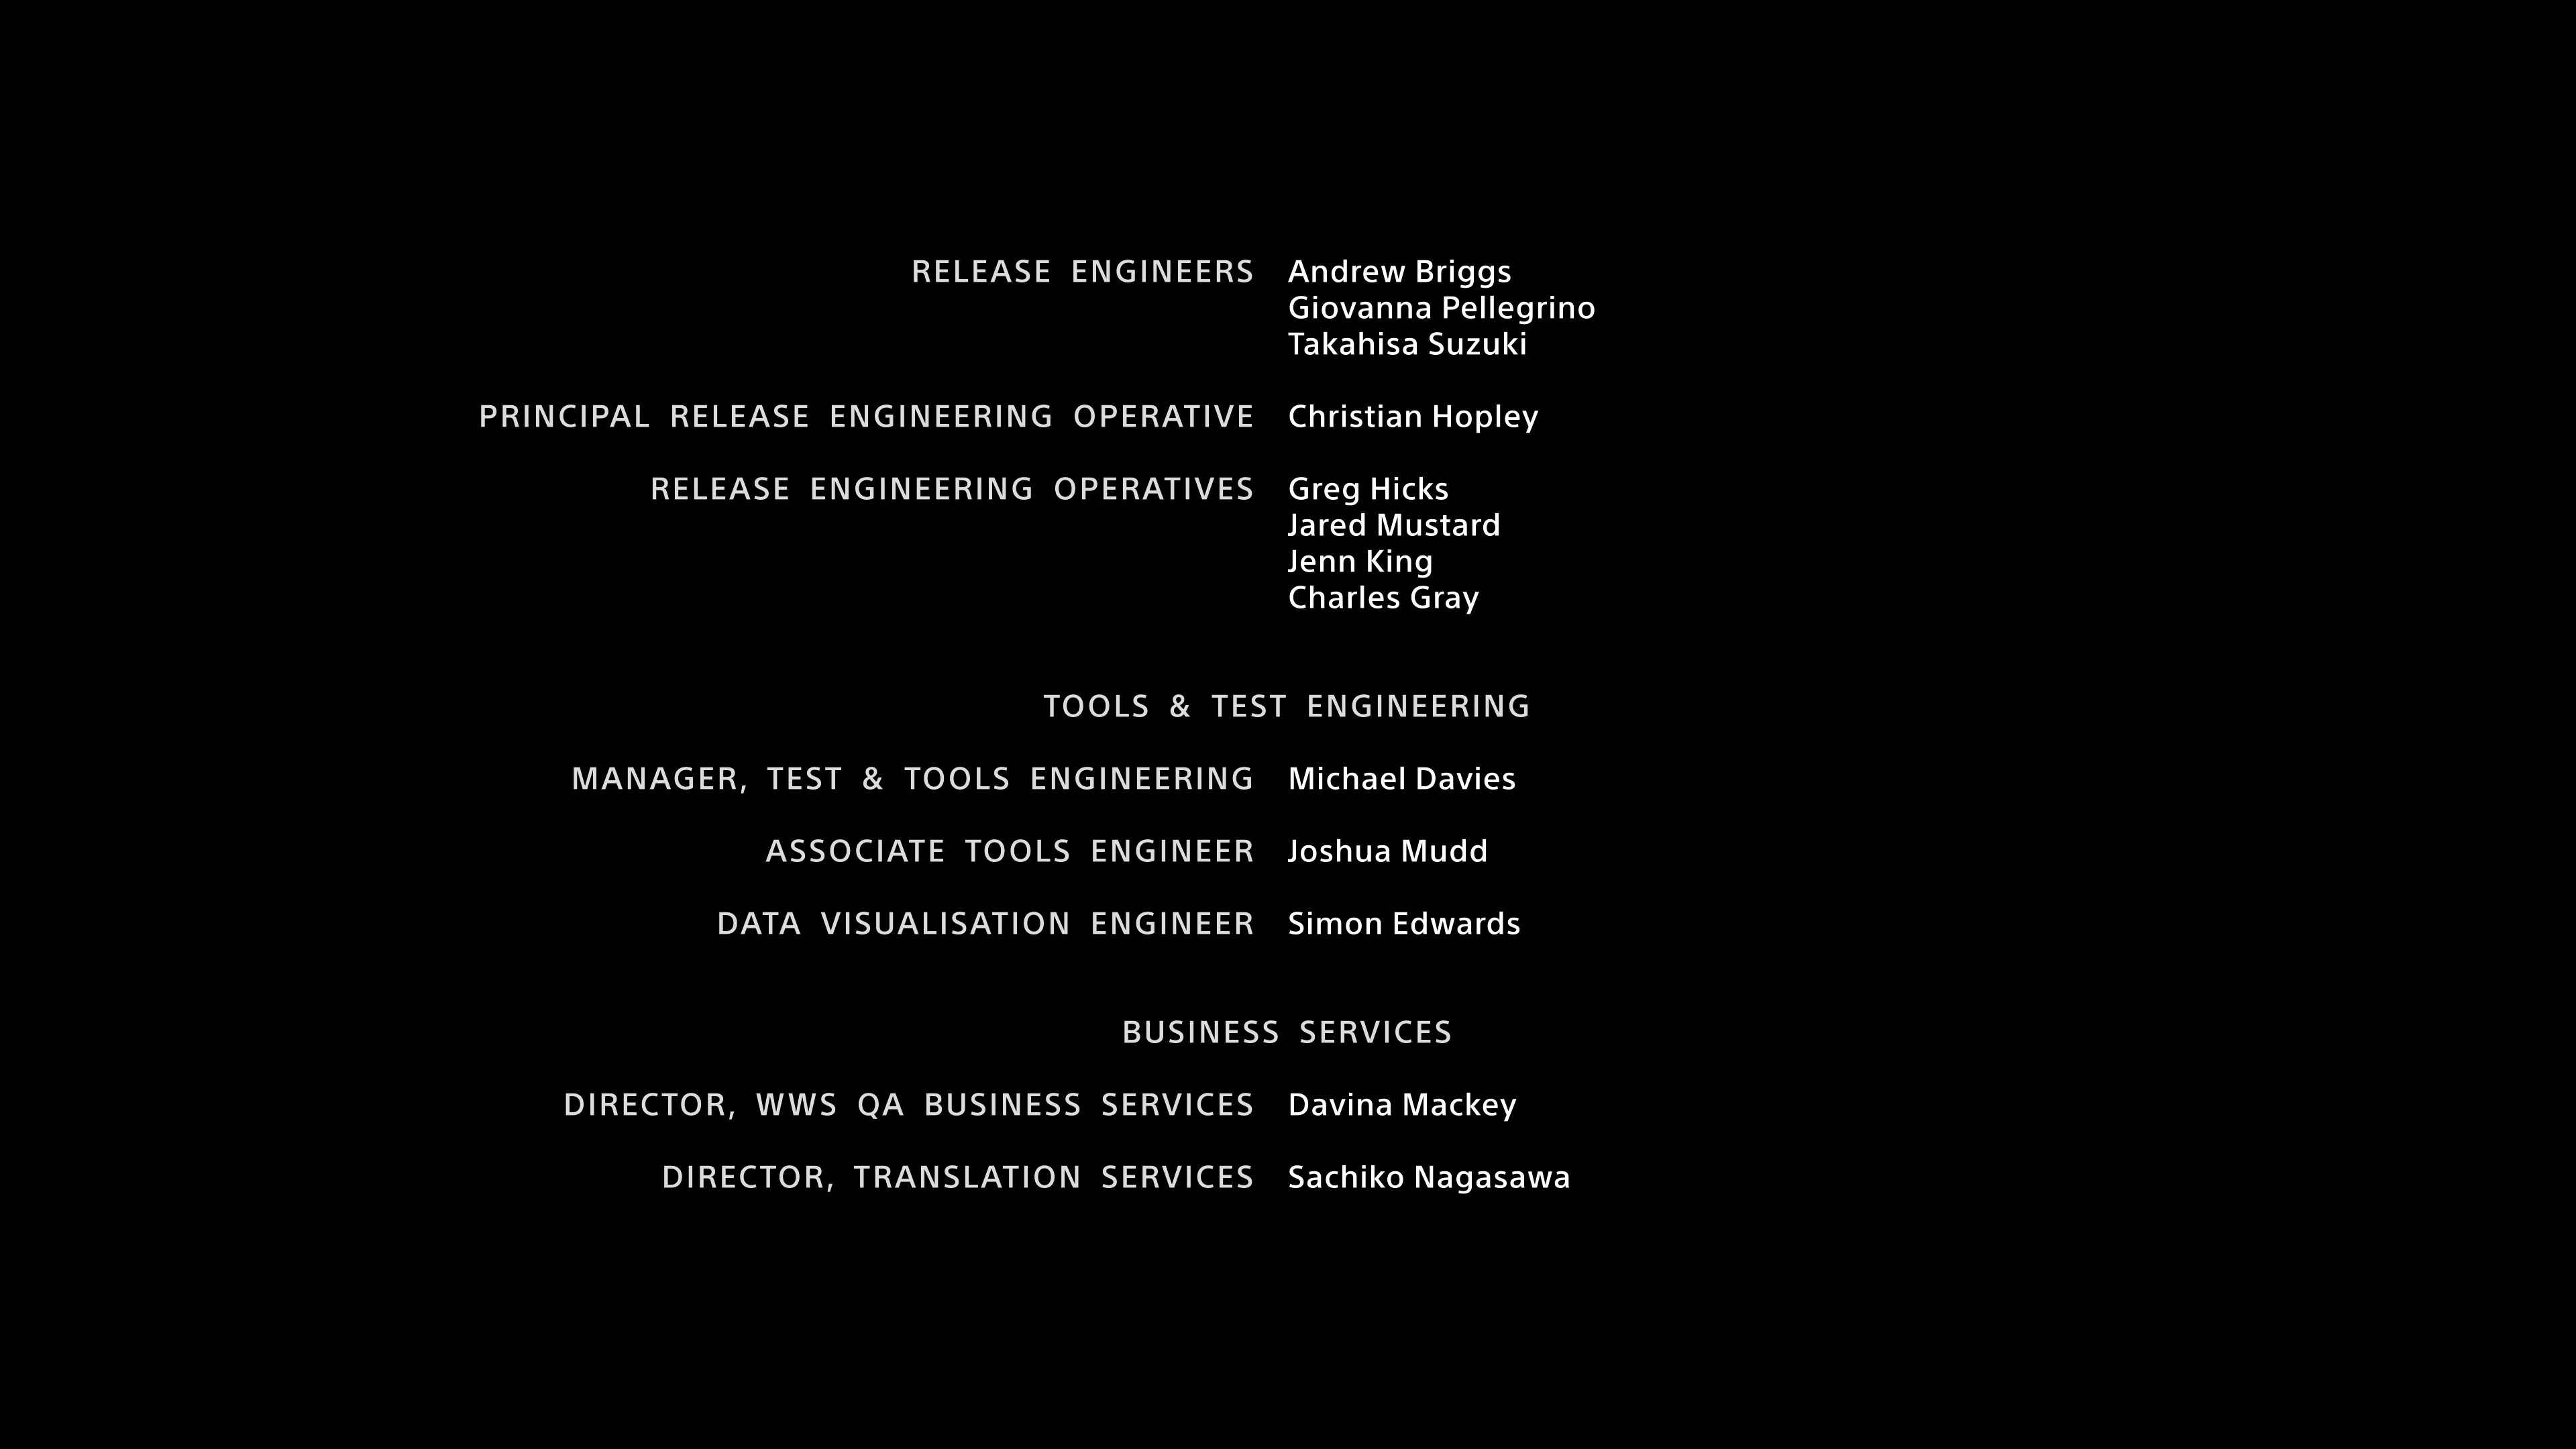 RELEASE ENGINEERS Andrew Briggs
Giovanna Pellegrino
Takahisa Suzuki
PRINCIPAL RELEASE ENGINEERING OPERATIVE Christian Hopley
RELEASE ENGINEERING OPERATIVES Greg Hicks
Jared Mustard
Jenn King
Charles Gray
TOOLS & TEST ENGINEERING
MANAGER, TEST & TOOLS ENGINEERING Michael Davies
ASSOCIATE TOOLS ENGINEER Joshua Mudd
DATA VISUALISATION ENGINEER Simon Edwards
BUSINESS SERVICES
DIRECTOR, WWS QA BUSINESS SERVICES Davina Mackey
DIRECTOR, TRANSLATION SERVICES Sachiko Nagasawa